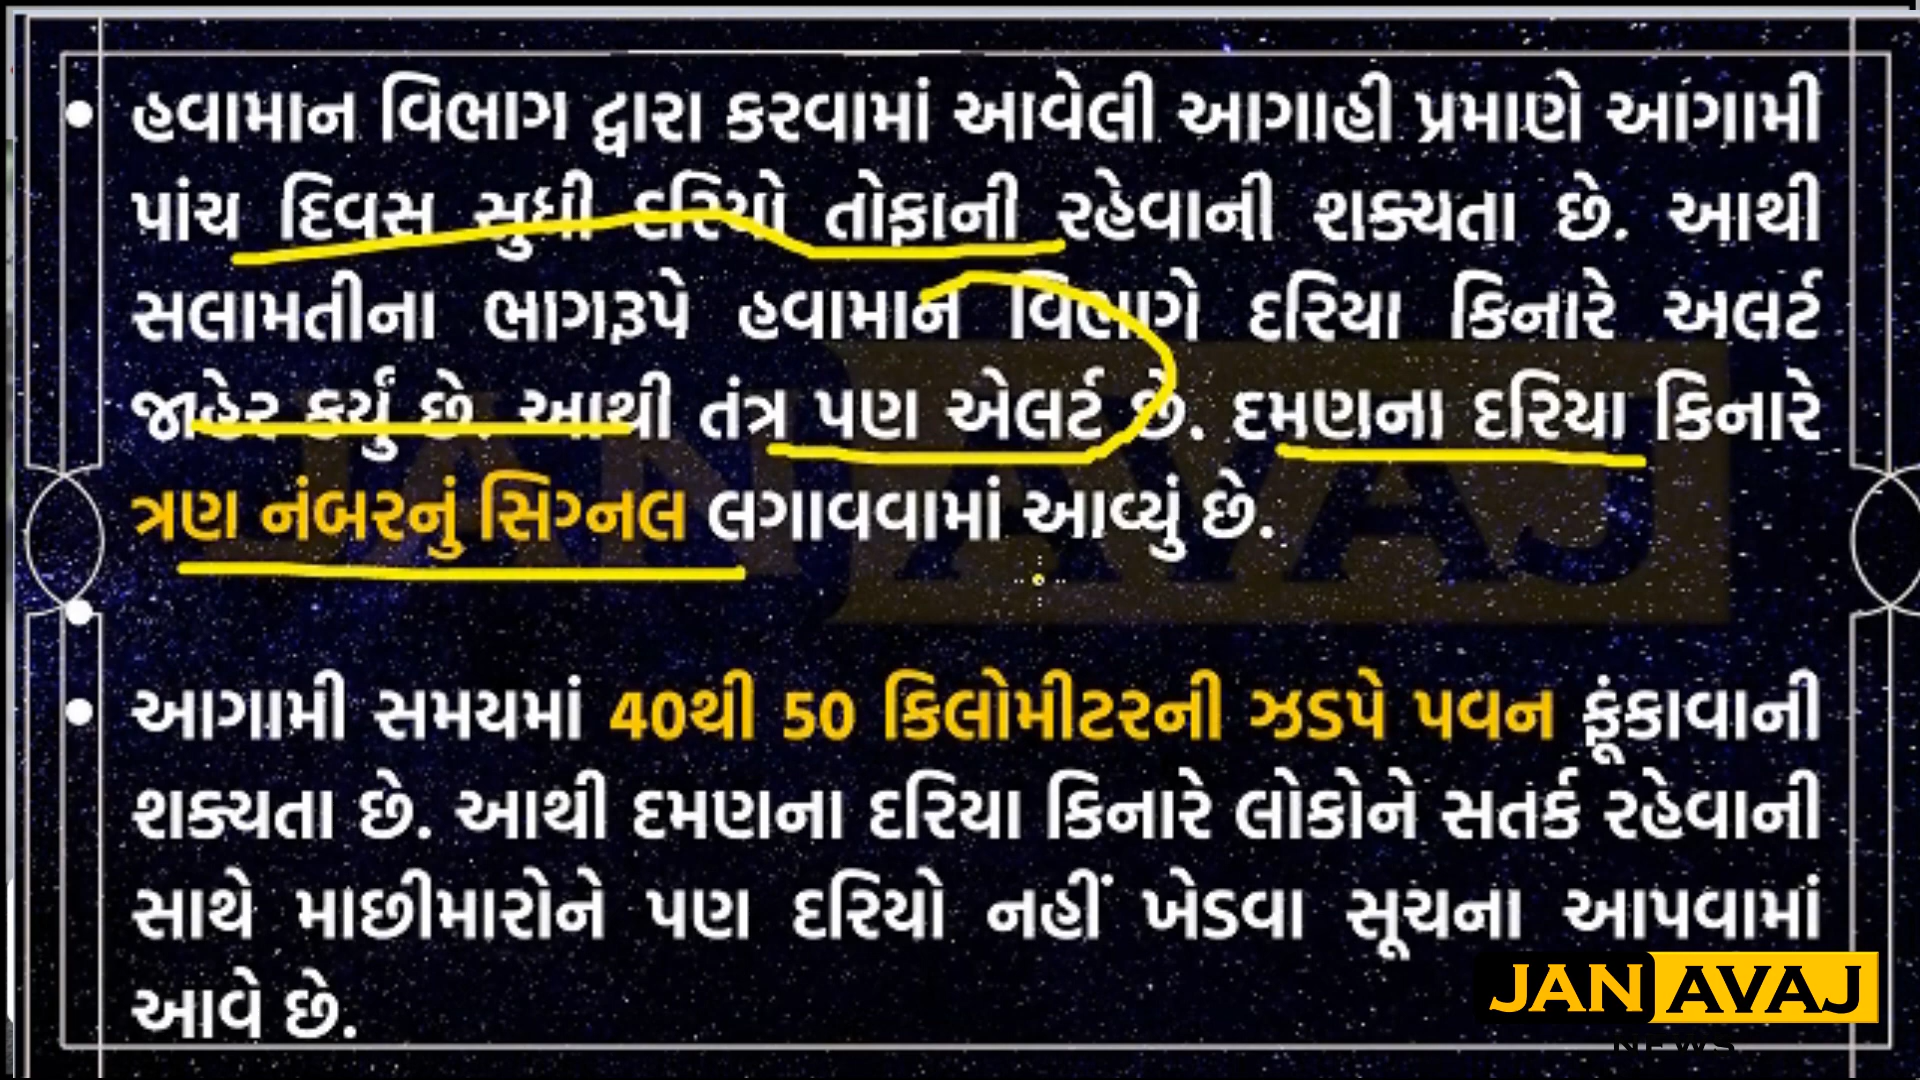 • હવામાન વિભાગ દ્વારા કરવામાં આવેલી આગાહી પ્રમાણે આગામી
પાંચ દિવસ સુધી દરિયો તોફાની રહેવાની શક્યતા છે. આથી
સલામતીના ભાગરૂપે હવામાન વિભાગે દરિયા કિનારે અલર્ટ
જાહેર કર્યું છે. આથી તંત્ર પણ એલર્ટ છે. દમણના દરિયા કિનારે
ત્રણ નંબરનું સિગ્નલ લગાવવામાં આવ્યું છે.
•
• આગામી સમયમાં 40થી 50 કિલોમીટરની ઝડપે પવન ફૂંકાવાની
શક્યતા છે. આથી દમણના દરિયા કિનારે લોકોને સતર્ક રહેવાની
સાથે માછીમારોને પણ દરિયો નહીં ખેડવા સૂચના આપવામાં
આવે છે.
JAN AVAJ
NEWS